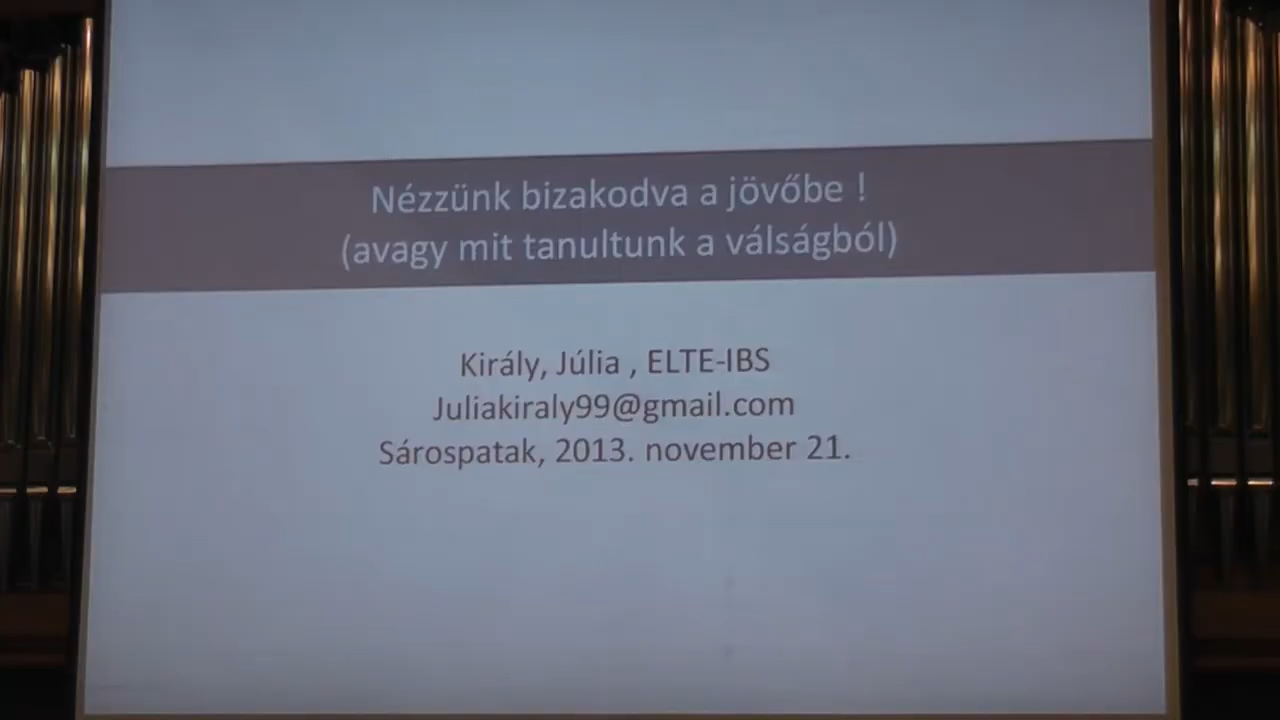 Nézzünk bizakodva a jövőbe !
(avagy mit tanultunk a válságból)
Király, Júlia , ELTE-IBS
Juliakiraly99@gmail.com
Sárospatak, 2013. november 21.